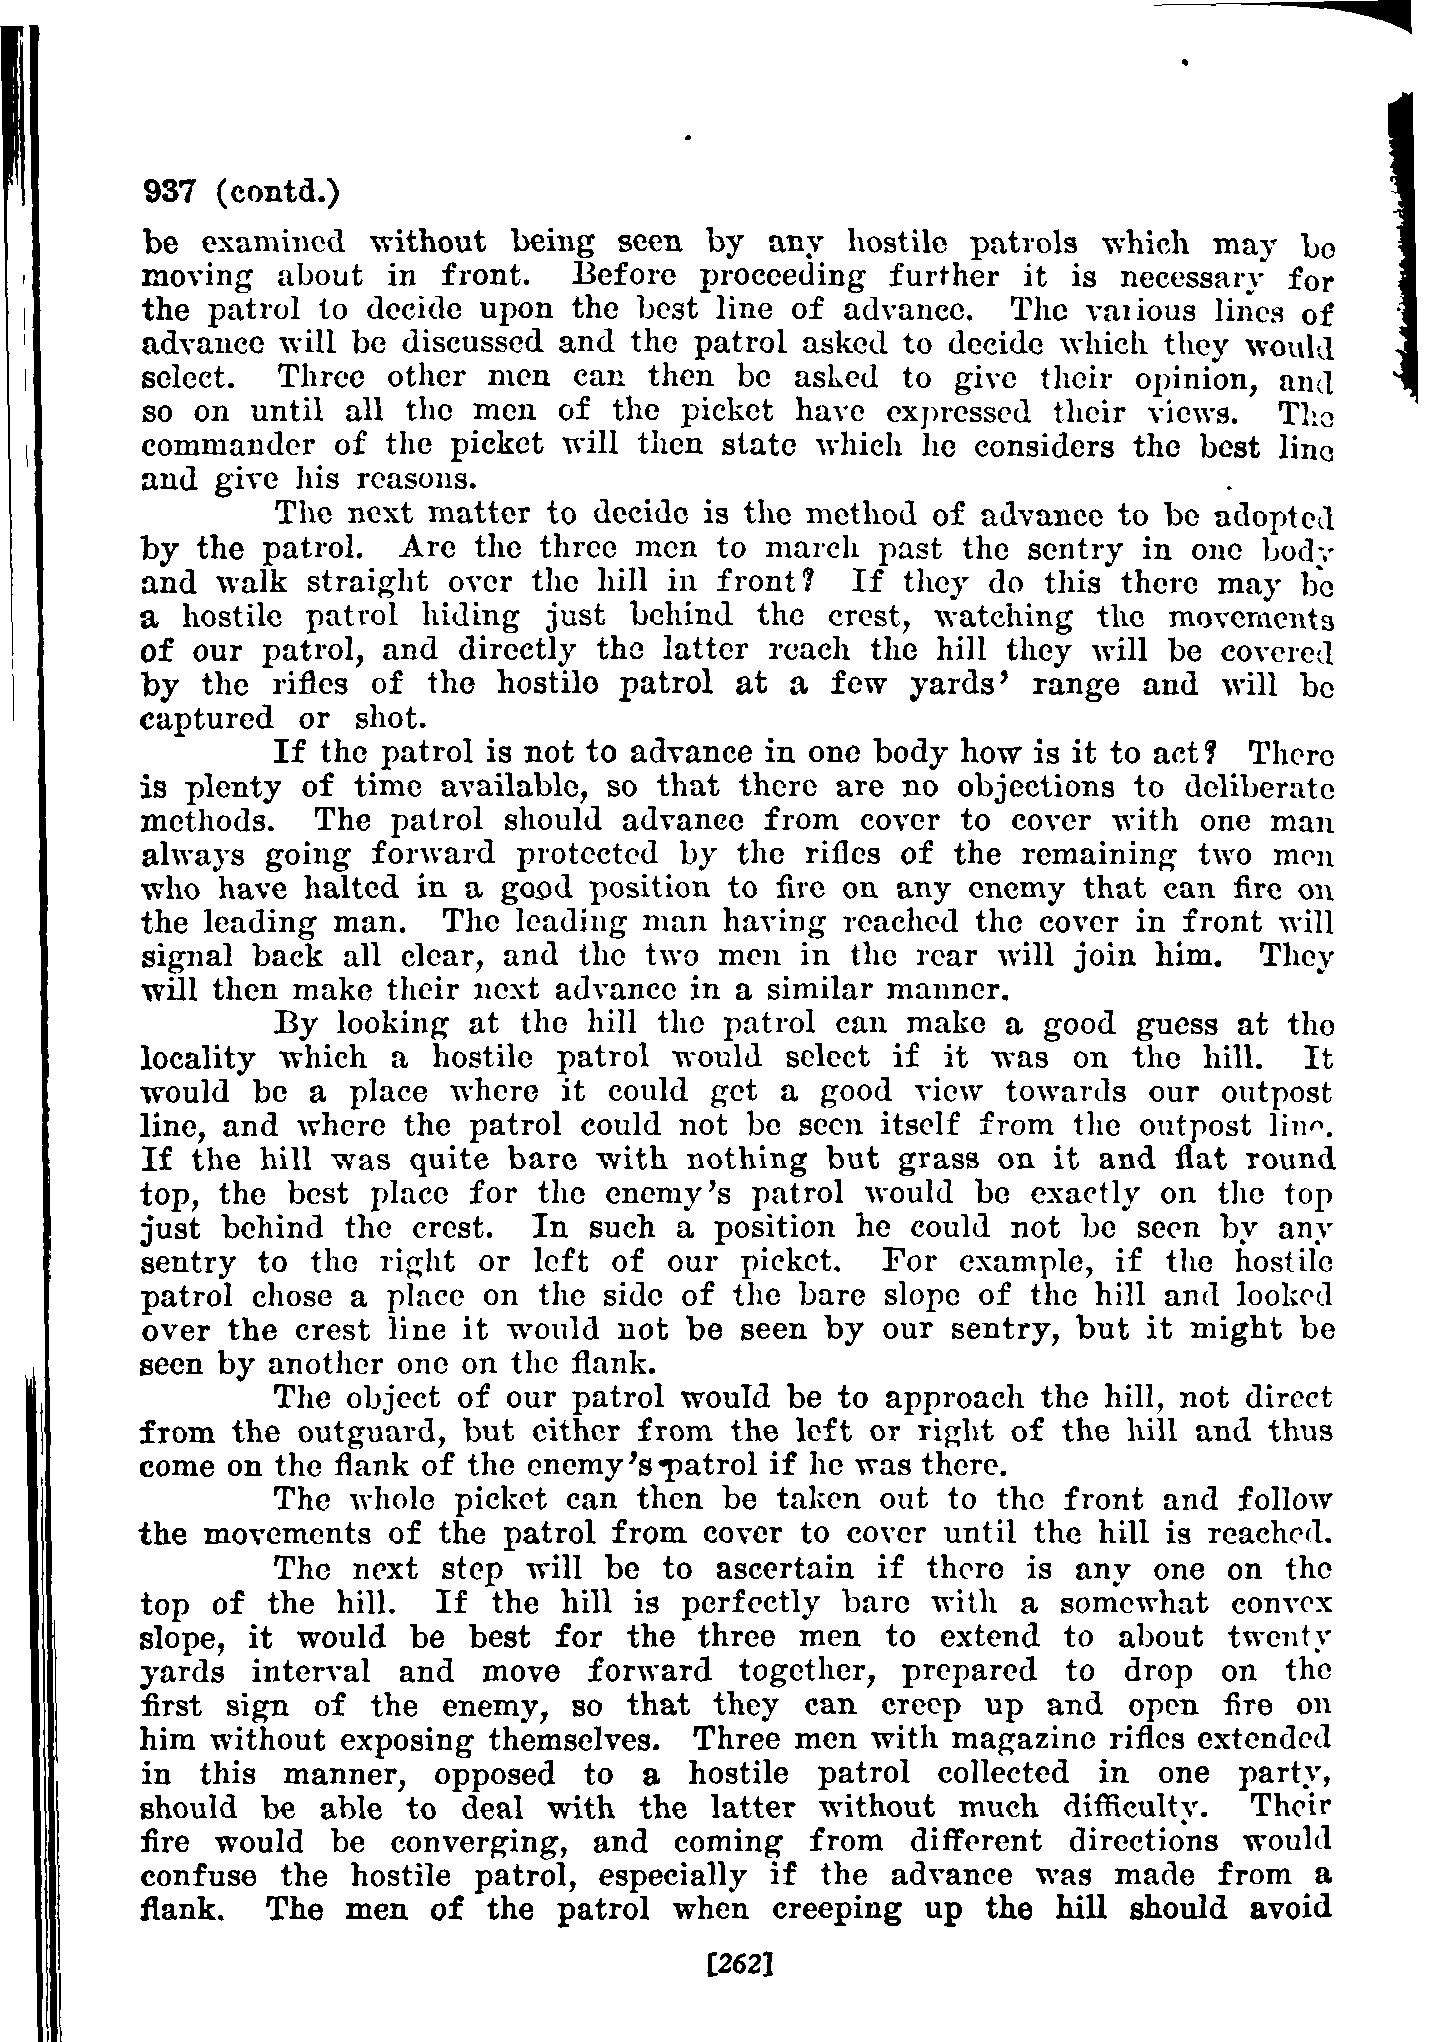 937 (contd.)
be examined without being seen by any hostile patrols which may be
moving about in front. Before proceeding further it is necessary for
the patrol to decide upon the best line of advance. The various lines of
advance will be discussed and the patrol asked to decide which they would
select. Three other men can then be asked to give their opinion, and
so on until all the men of the picket have expressed their views. The
commander of the picket will then state which he considers the best line
and give his reasons.
The next matter to decide is the method of advance to be adopted
by the patrol. Are the three men to march past the sentry in one body
and walk straight over the hill in front? If they do this there may be
a hostile patrol hiding just behind the crest, watching the movements
of our patrol, and directly the latter reach the hill they will be covered
by the rifles of the hostile patrol at a few yards' range and will be
captured or shot.
If the patrol is not to advance in one body how is it to act? There
is plenty of time available, so that there are no objections to deliberate
methods. The patrol should advance from cover to cover with one man
always going forward protected by the rifles of the remaining two men
who have halted in a good position to fire on any enemy that can fire on
the leading man. The leading man having reached the cover in front will
signal back all clear, and the two men in the rear will join him. They
will then make their next advance in a similar manner.
By looking at the hill the patrol can make a good guess at the
locality which a hostile patrol would select if it was on the hill. It
would be a place where it could get a good view towards our outpost
line, and where the patrol could not be seen itself from the outpost line.
If the hill was quite bare with nothing but grass on it and flat round
top, the best place for the enemy's patrol would be exactly on the top
just behind the crest. In such a position he could not be seen by any
sentry to the right or left of our picket. For example, if the hostile
patrol chose a place on the side of the bare slope of the hill and looked
over the crest line it would not be seen by our sentry, but it might be
seen by another one on the flank.
The object of our patrol would be to approach the hill, not direct
from the outguard, but either from the left or right of the hill and thus
come on the flank of the enemy's patrol if he was there.
The whole picket can then be taken out to the front and follow
the movements of the patrol from cover to cover until the hill is reached.
The next step will be to ascertain if there is any one on the
top of the hill. If the hill is perfectly bare with a somewhat convex
slope, it would be best for the three men to extend to about twenty
yards interval and move forward together, prepared to drop on the
first sign of the enemy, so that they can creep up and open fire on
him without exposing themselves. Three men with magazine rifles extended
in this manner, opposed to a hostile patrol collected in one party,
should be able to deal with the latter without much difficulty. Their
fire would be converging, and coming from different directions would
confuse the hostile patrol, especially if the advance was made from a
flank. The men of the patrol when creeping up the hill should avoid
[262]